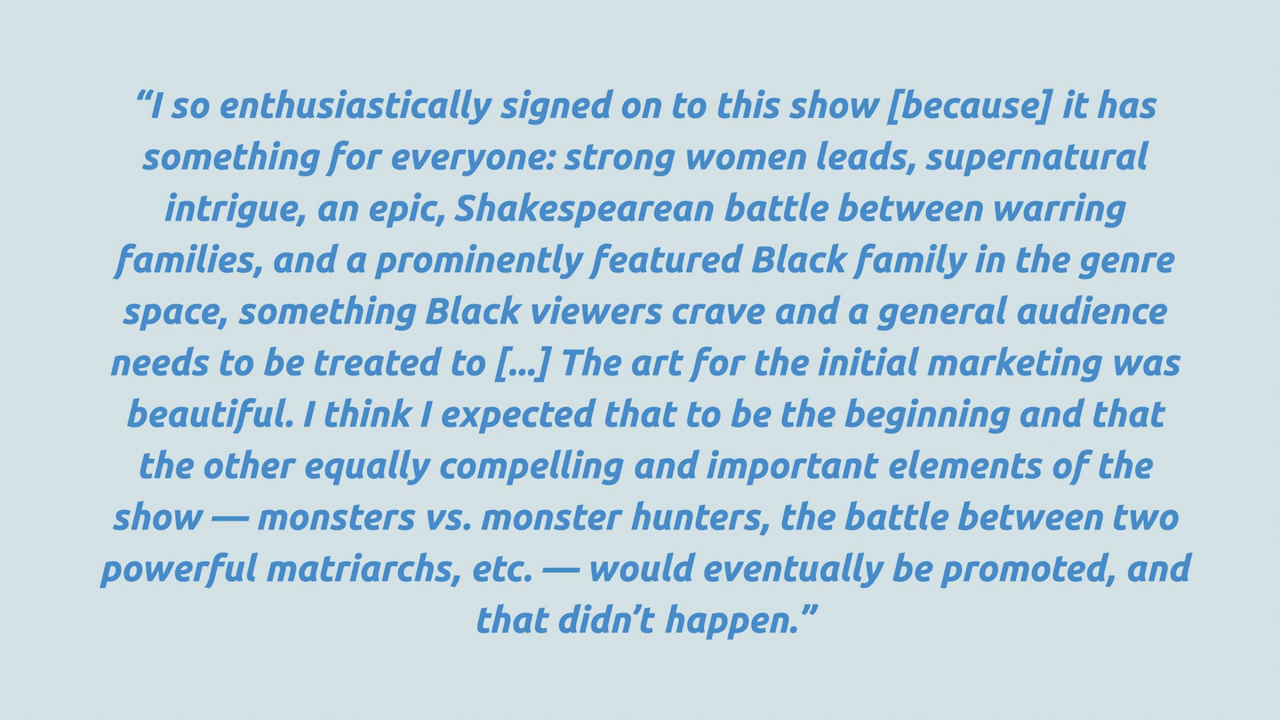 “I so enthusiastically signed on to this show [because] it has
something for everyone: strong women leads, supernatural
intrigue, an epic, Shakespearean battle between warring
families, and a prominently featured Black family in the genre
space, something Black viewers crave and a general audience
needs to be treated to [...] The art for the initial marketing was
beautiful. I think I expected that to be the beginning and that
the other equally compelling and important elements of the
show — monsters vs. monster hunters, the battle between two
powerful matriarchs, etc. — would eventually be promoted, and
that didn’t happen.”